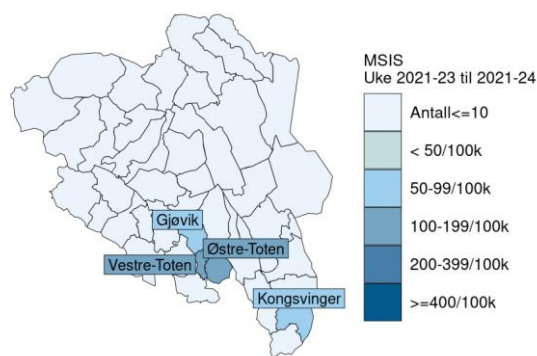 MSIS
Uke 2021-23 til 2021-24
Antall<=10
< 50/100k
50-99/100k
100-199/100k
200-399/100k
>=400/100k
Gjøvik
Østre-Toten
Vestre-Toten
Kongsvinger